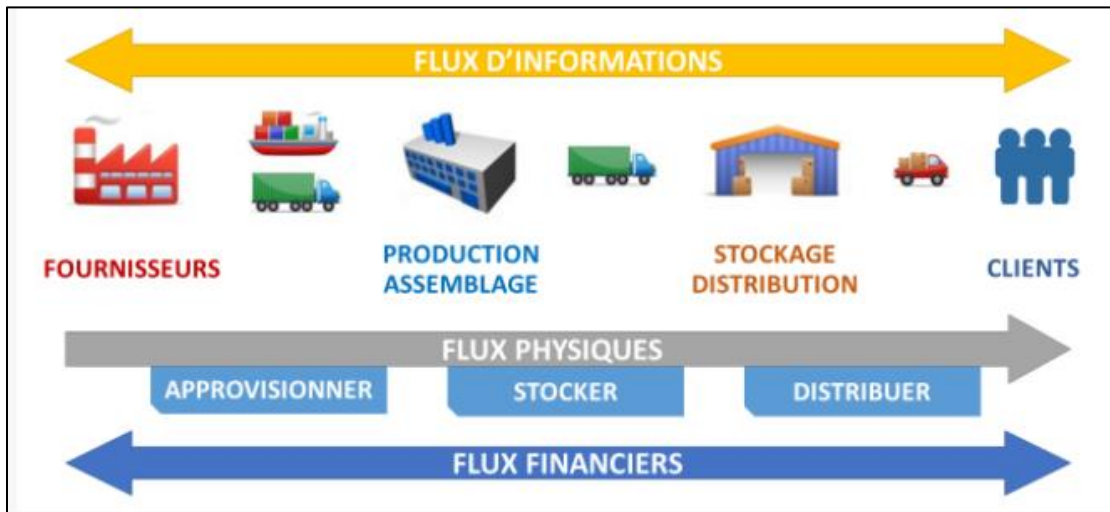 FLUX D'INFORMATIONS
FOURNISSEURS
PRODUCTION
ASSEMBLAGE
STOCKAGE
DISTRIBUTION
CLIENTS
FLUX PHYSIQUES
APPROVISIONNER
STOCKER
DISTRIBUER
FLUX FINANCIERS